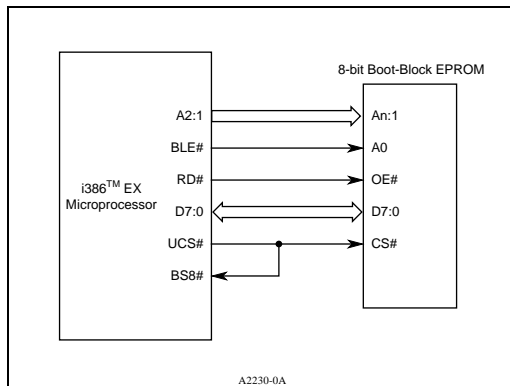 8-bit Boot-Block EPROM
A2:1 An:1
BLE# A0
RD# OE#
i386TM EX
Microprocessor
D7:0 D7:0
UCS# CS#
BS8#
A2230-0A